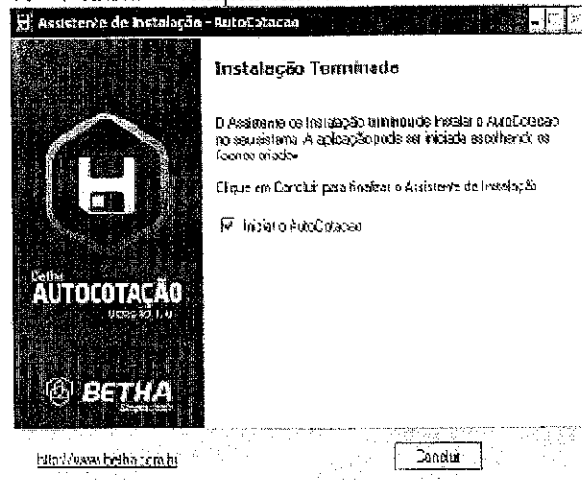 Assistente de Instalação - AutoCotacao
Instalação Terminada
O Assistente de Instalação terminou de instalar o AutoCotacao
no seu sistema. A aplicação pode ser iniciada escolhendo os
ícones criados.
Clique em Concluir para finalizar o Assistente de Instalação.
Iniciar o AutoCotacao
Betha
AUTOCOTAÇÃO
BETHA
http://www.betha.com.br
Concluir